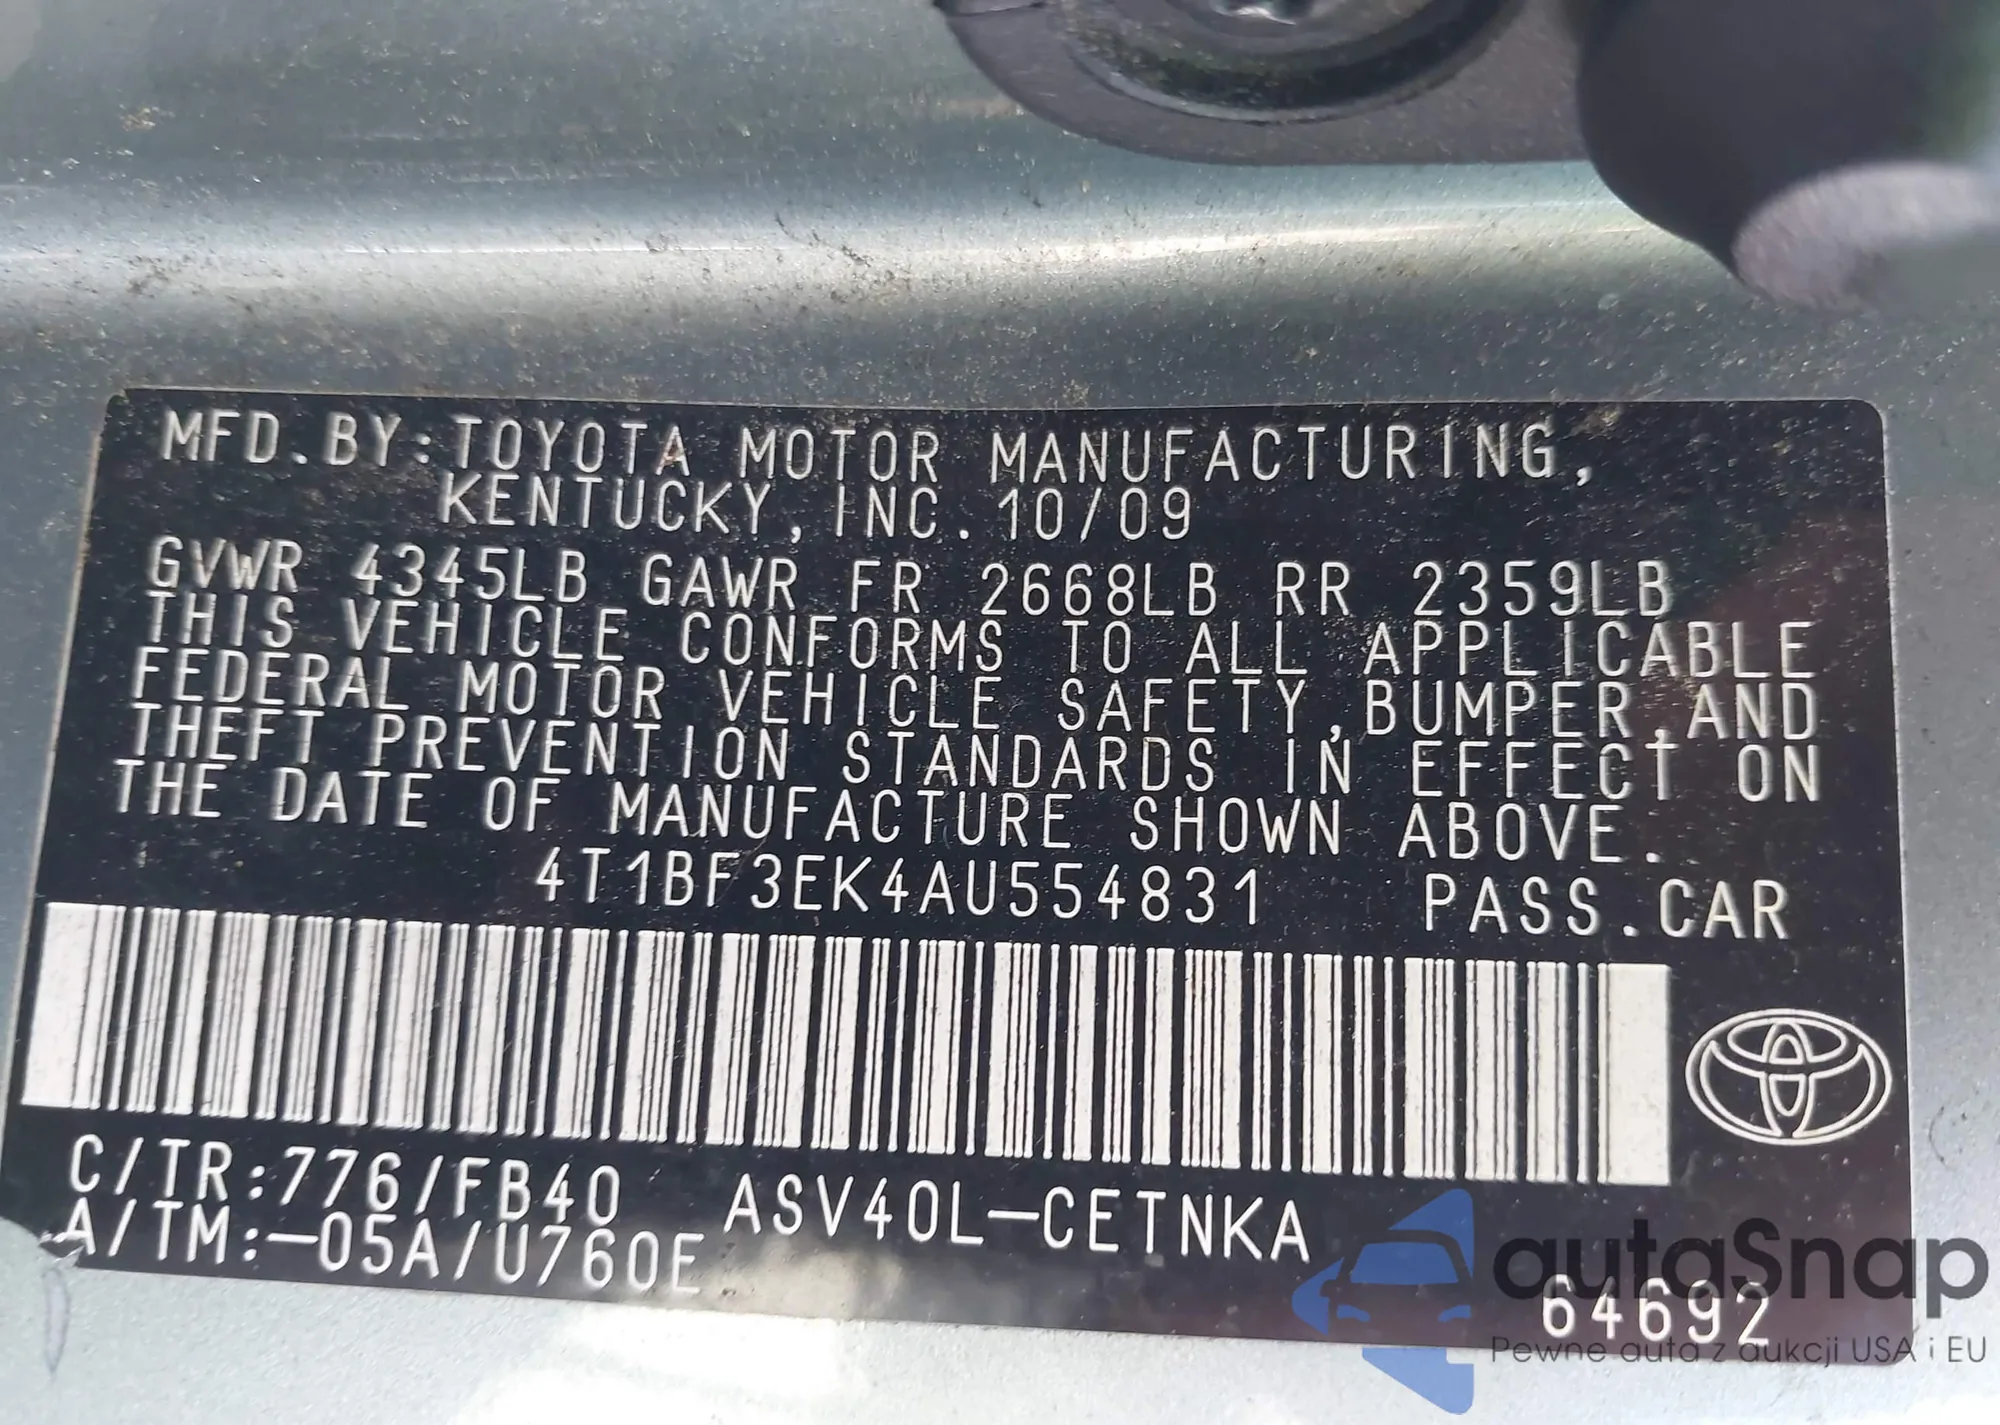 MFD.BY:TOYOTA MOTOR MANUFACTURING,
KENTUCKY, INC. 10/09
GVWR 4345LB GAWR FR 2668LB RR 2359LB
THIS VEHICLE CONFORMS TO ALL APPLICABLE
FEDERAL MOTOR VEHICLE SAFETY,BUMPER,AND
THEFT PREVENTION STANDARDS IN EFFECT ON
THE DATE OF MANUFACTURE SHOWN ABOVE.
4T1BF3EK4AU554831 PASS.CAR
C/TR:776/FB40 ASV40L-CETNKA
A/TM:-05A/U760E
64692
autaSnap
Pewne auta z aukcji USA i EU